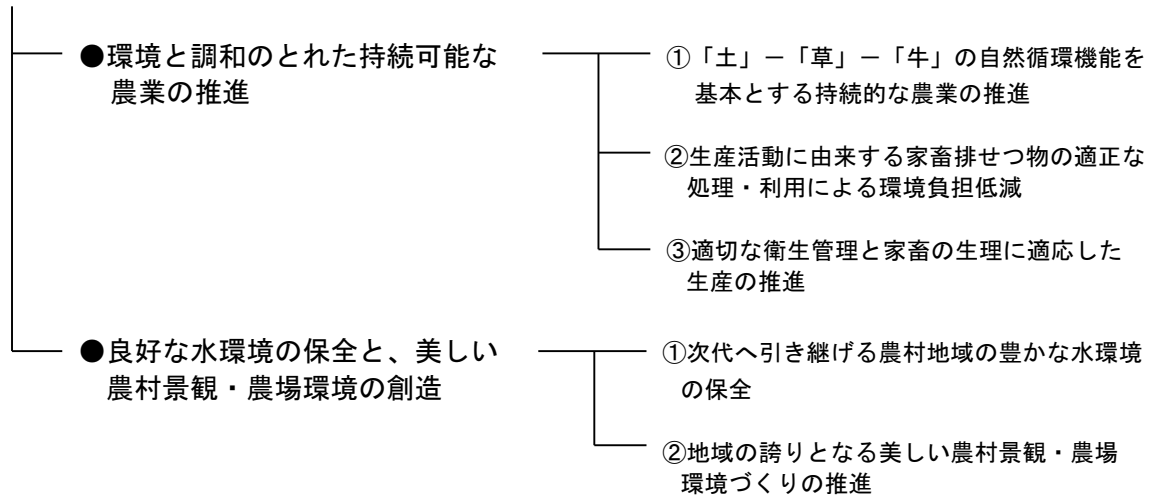 ●環境と調和のとれた持続可能な
農業の推進
①「土」－「草」－「牛」の自然循環機能を
基本とする持続的な農業の推進
②生産活動に由来する家畜排せつ物の適正な
処理・利用による環境負担低減
③適切な衛生管理と家畜の生理に適応した
生産の推進
●良好な水環境の保全と、美しい
農村景観・農場環境の創造
①次代へ引き継げる農村地域の豊かな水環境
の保全
②地域の誇りとなる美しい農村景観・農場
環境づくりの推進